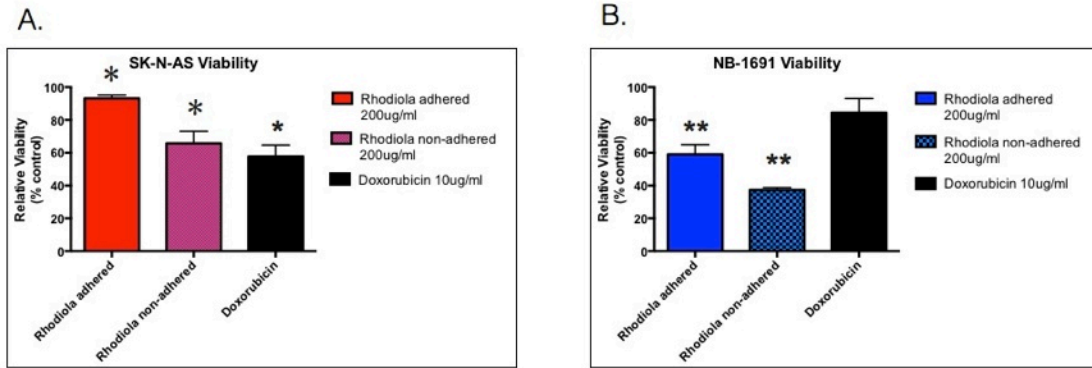 A.
SK-N-AS Viability
*
*
*
100
80
60
40
20
0
Relative Viability
(% control)
Rhodiola adhered
Rhodiola non-adhered
Doxorubicin
Rhodiola adhered
200ug/ml
Rhodiola non-adhered
200ug/ml
Doxorubicin 10ug/ml
B.
NB-1691 Viability
**
**
100
80
60
40
20
0
Relative Viability
(% control)
Rhodiola adhered
Rhodiola non-adhered
Doxorubicin
Rhodiola adhered
200ug/ml
Rhodiola non-adhered
200ug/ml
Doxorubicin 10ug/ml